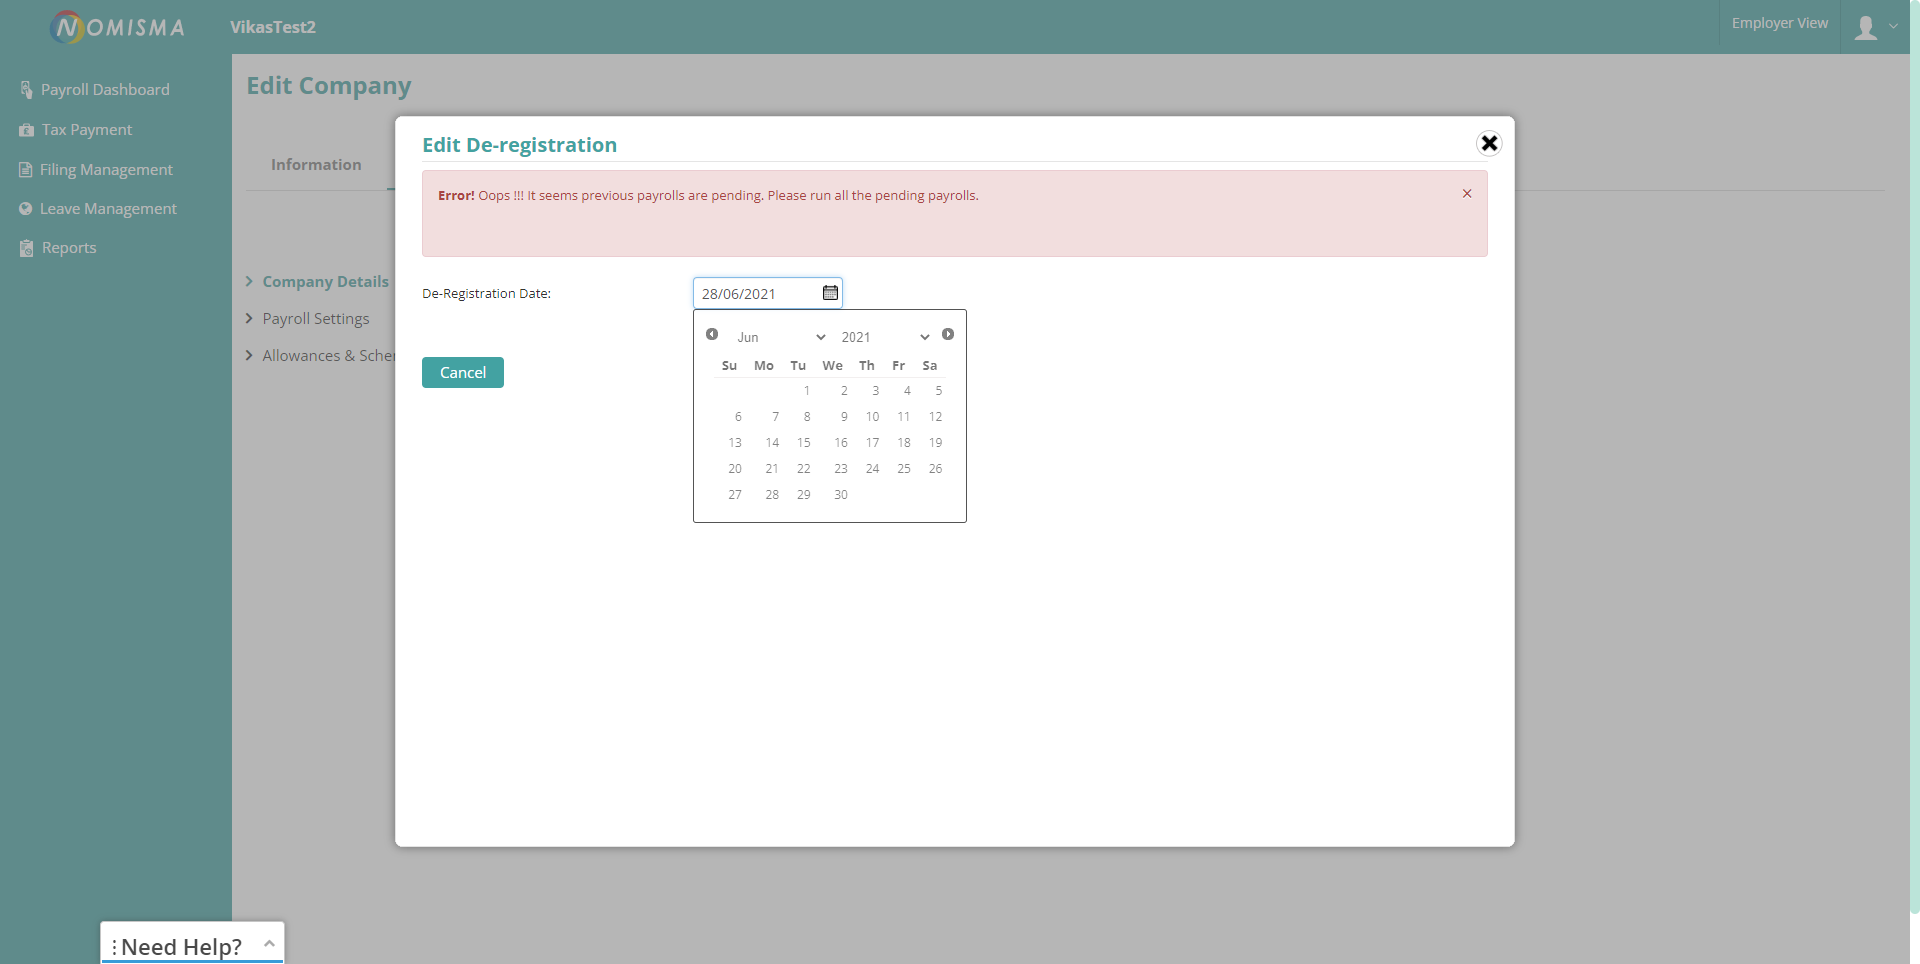 NOMISMA
VikasTest2
Employer View
Payroll Dashboard
Tax Payment
Filing Management
Leave Management
Reports
Edit Company
Information
Company Details
Payroll Settings
Allowances & Scher
Edit De-registration
Error! Oops !!! It seems previous payrolls are pending. Please run all the pending payrolls.
×
De-Registration Date:
28/06/2021
Jun 2021
Su Mo Tu We Th Fr Sa
1 2 3 4 5
6 7 8 9 10 11 12
13 14 15 16 17 18 19
20 21 22 23 24 25 26
27 28 29 30
Cancel
Need Help?